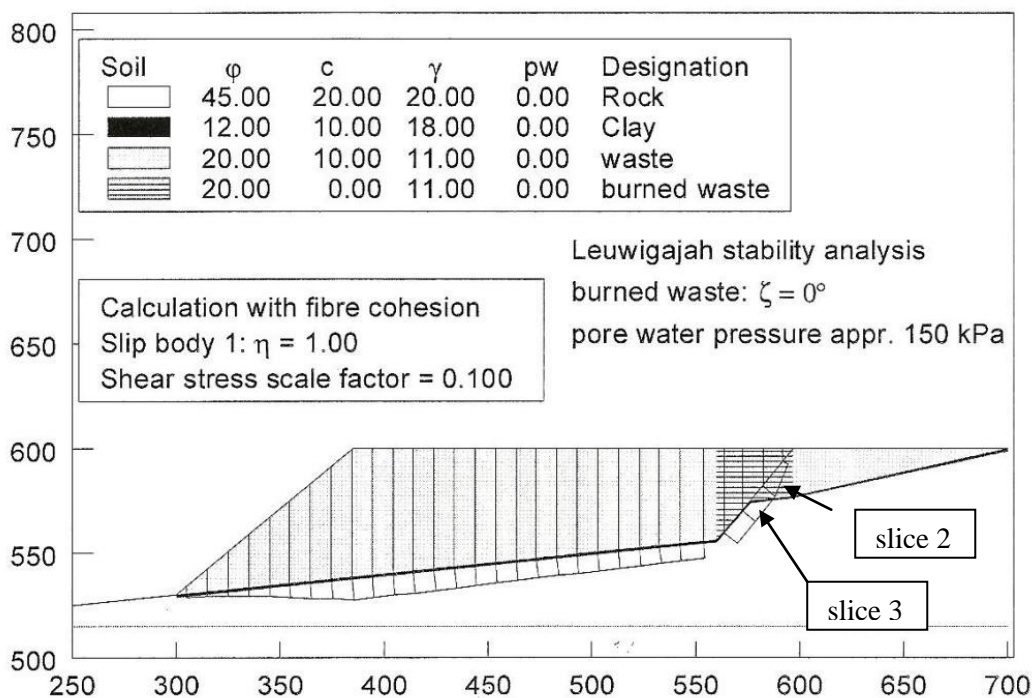 800
750
700
650
600
550
500
Soil φ c γ pw Designation
45.00 20.00 20.00 0.00 Rock
12.00 10.00 18.00 0.00 Clay
20.00 10.00 11.00 0.00 waste
20.00 0.00 11.00 0.00 burned waste
Leuwigajah stability analysis
burned waste: ζ = 0°
pore water pressure appr. 150 kPa
Calculation with fibre cohesion
Slip body 1: η = 1.00
Shear stress scale factor = 0.100
slice 2
slice 3
250 300 350 400 450 500 550 600 650 700